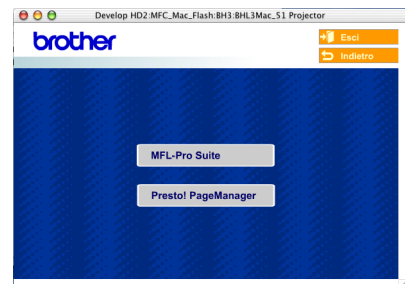 Develop HD2:MFC_Mac_Flash:BH3:BHL3Mac_S1 Projector
brother
Esci
Indietro
MFL-Pro Suite
Presto! PageManager